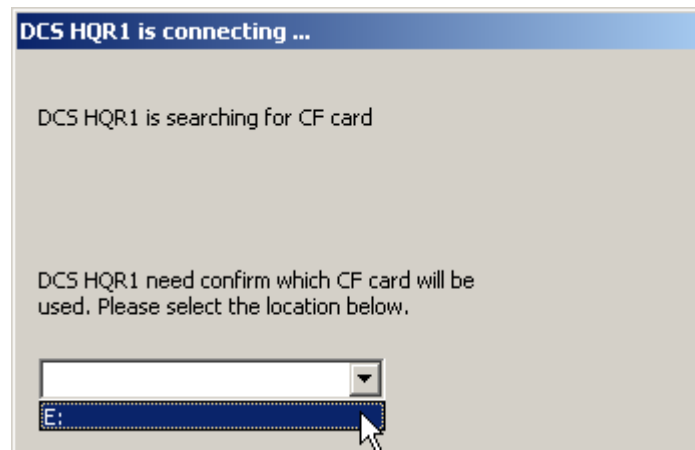 DCS HQR1 is connecting ...
DCS HQR1 is searching for CF card
DCS HQR1 need confirm which CF card will be
used. Please select the location below.
E: